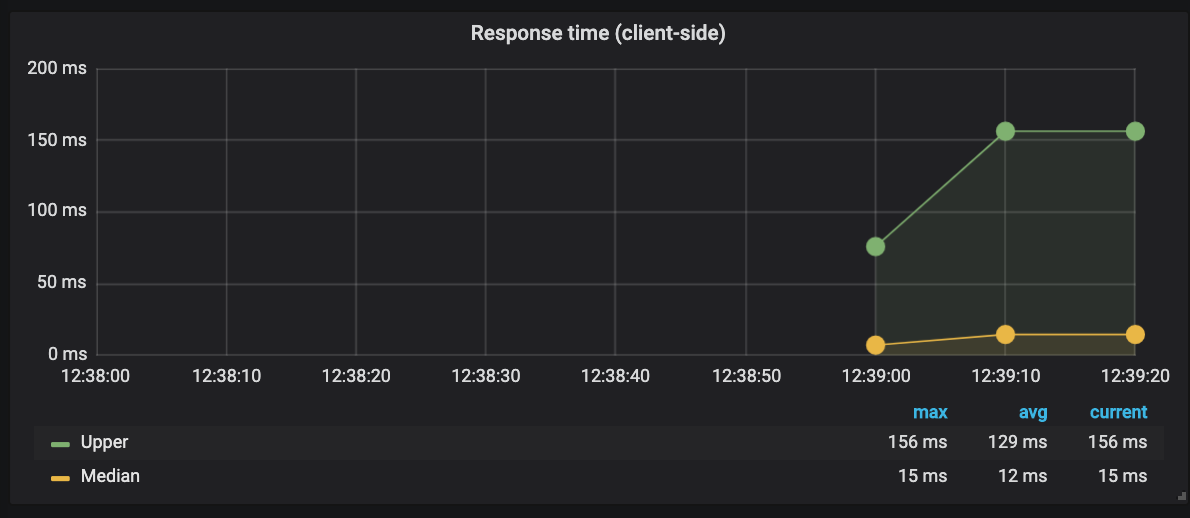 Response time (client-side)
200 ms
150 ms
100 ms
50 ms
0 ms
12:38:00 12:38:10 12:38:20 12:38:30 12:38:40 12:38:50 12:39:00 12:39:10 12:39:20
max avg current
Upper 156 ms 129 ms 156 ms
Median 15 ms 12 ms 15 ms